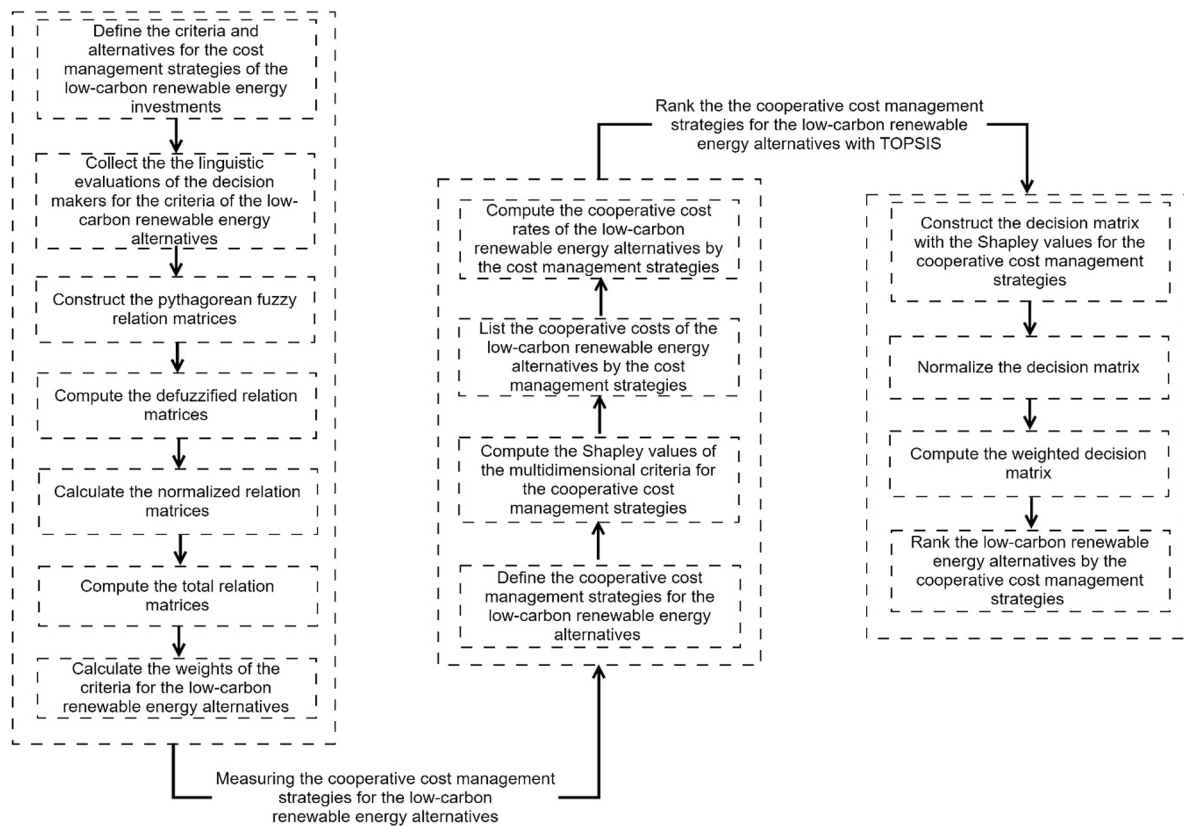 Define the criteria and
alternatives for the cost
management strategies of the
low-carbon renewable energy
investments
Collect the the linguistic
evaluations of the decision
makers for the criteria of the low-
carbon renewable energy
alternatives
Construct the pythagorean fuzzy
relation matrices
Compute the defuzzified relation
matrices
Calculate the normalized relation
matrices
Compute the total relation
matrices
Calculate the weights of the
criteria for the low-carbon
renewable energy alternatives
Measuring the cooperative cost management
strategies for the low-carbon
renewable energy alternatives
Define the cooperative cost
management strategies for the
low-carbon renewable energy
alternatives
Compute the Shapley values of
the multidimensional criteria for
the cooperative cost
management strategies
List the cooperative costs of the
low-carbon renewable energy
alternatives by the cost
management strategies
Compute the cooperative cost
rates of the low-carbon
renewable energy alternatives by
the cost management strategies
Rank the the cooperative cost management
strategies for the low-carbon renewable
energy alternatives with TOPSIS
Construct the decision matrix
with the Shapley values for the
cooperative cost management
strategies
Normalize the decision matrix
Compute the weighted decision
matrix
Rank the low-carbon renewable
energy alternatives by the
cooperative cost management
strategies